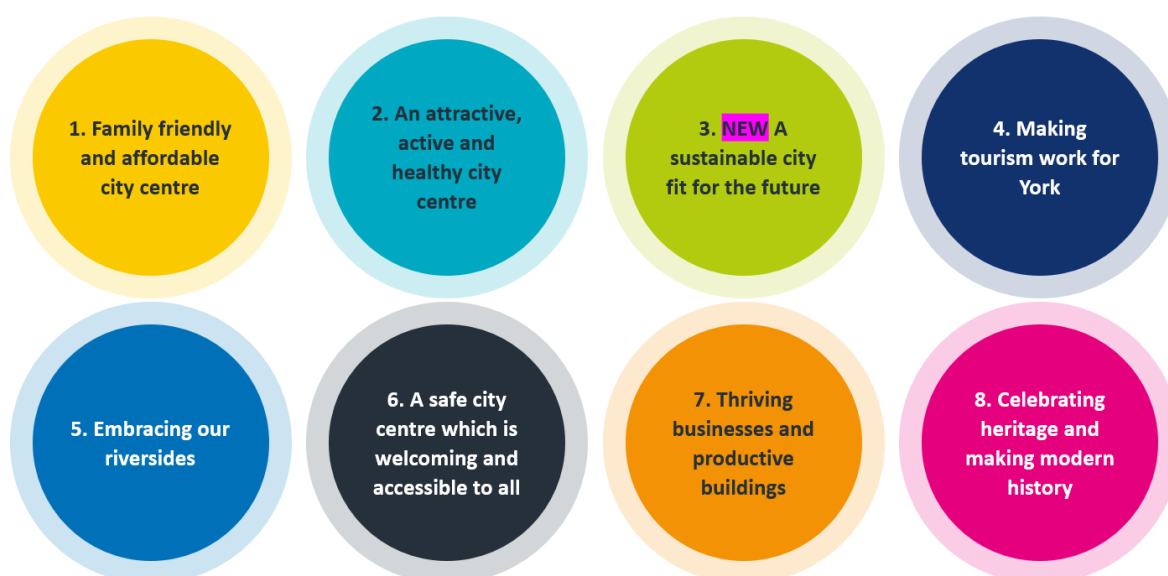 1. Family friendly
and affordable
city centre
2. An attractive,
active and
healthy city
centre
3. NEW A
sustainable city
fit for the future
4. Making
tourism work for
York
5. Embracing our
riversides
6. A safe city
centre which is
welcoming and
accessible to all
7. Thriving
businesses and
productive
buildings
8. Celebrating
heritage and
making modern
history